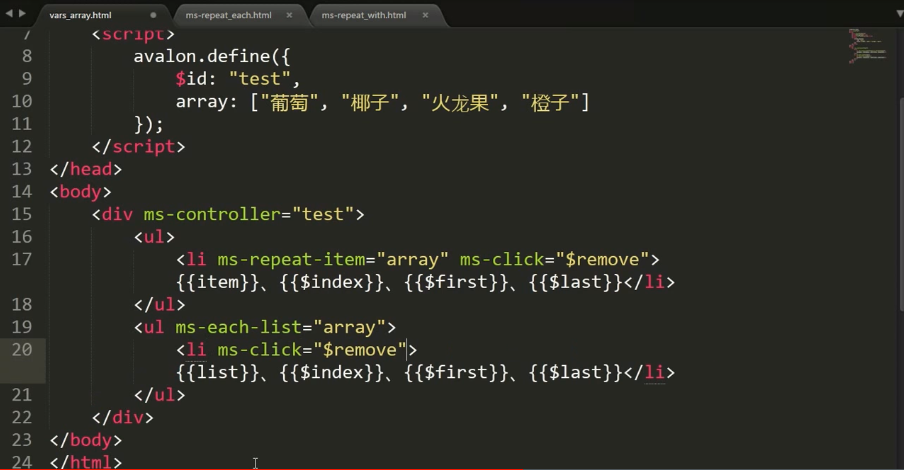 vars_array.html
ms-repeat_each.html
ms-repeat_with.html
7 <script>
8 avalon.define({
9 $id: "test",
10 array: ["葡萄", "椰子", "火龙果", "橙子"]
11 });
12 </script>
13 </head>
14 <body>
15 <div ms-controller="test">
16 <ul>
17 <li ms-repeat-item="array" ms-click="$remove">
{{item}}、{{$index}}、{{$first}}、{{$last}}</li>
18 </ul>
19 <ul ms-each-list="array">
20 <li ms-click="$remove">
{{list}}、{{$index}}、{{$first}}、{{$last}}</li>
21 </ul>
22 </div>
23 </body>
24 </html>